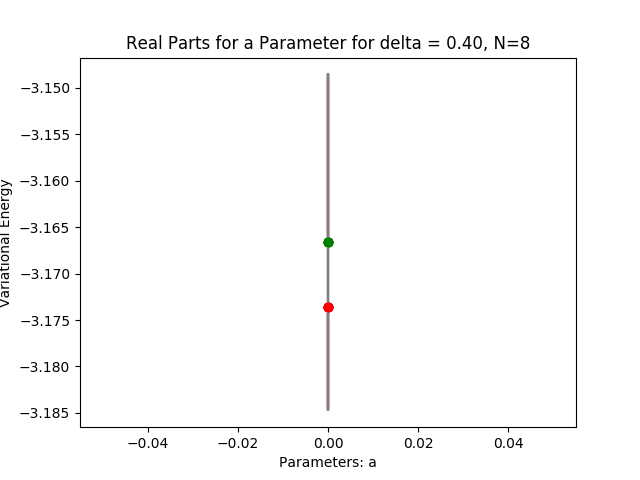 Real Parts for a Parameter for delta = 0.40, N=8
Variational Energy
−3.150
−3.155
−3.160
−3.165
−3.170
−3.175
−3.180
−3.185
−0.04 −0.02 0.00 0.02 0.04
Parameters: a